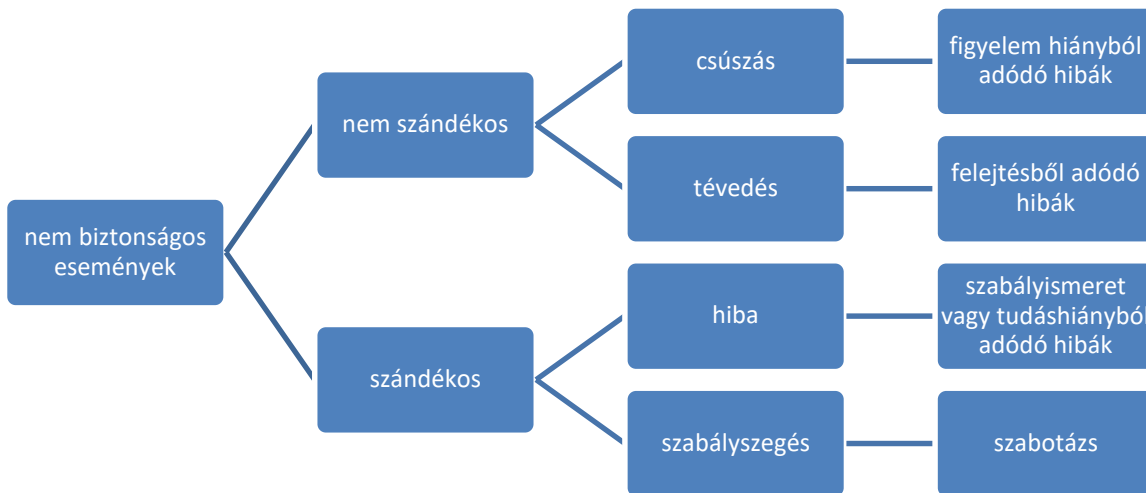 nem biztonságos
események
nem szándékos
csúszás
figyelem hiányból
adódó hibák
tévedés
felejtésből adódó
hibák
szándékos
hiba
szabályismeret
vagy tudáshiányból
adódó hibák
szabályszegés
szabotázs